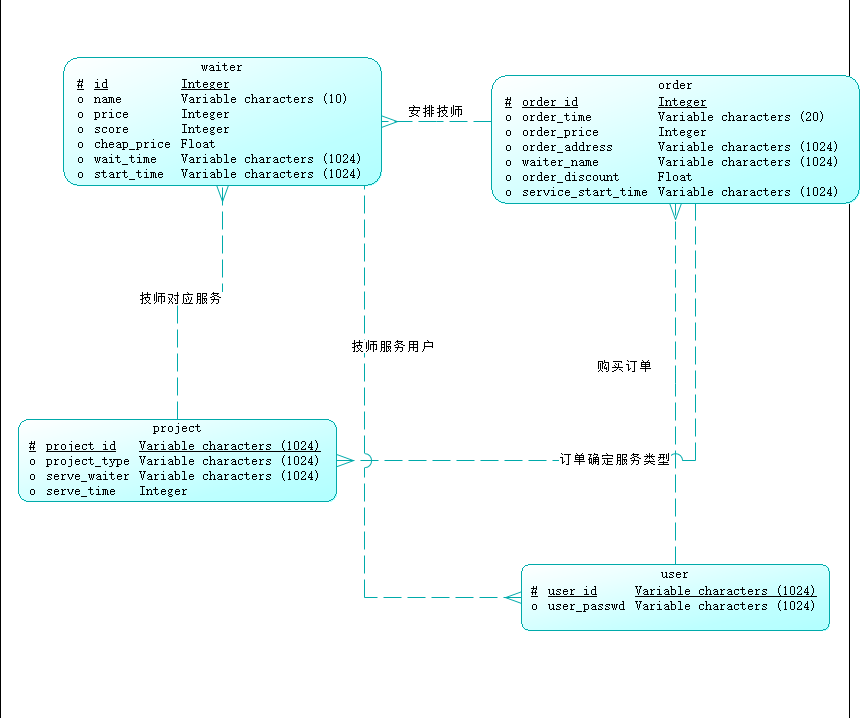 waiter
# id Integer
o name Variable characters (10)
o price Integer
o score Integer
o cheap_price Float
o wait_time Variable characters (1024)
o start_time Variable characters (1024)
安排技师
order
# order_id Integer
o order_time Variable characters (20)
o order_price Integer
o order_address Variable characters (1024)
o waiter_name Variable characters (1024)
o order_discount Float
o service_start_time Variable characters (1024)
技师对应服务
技师服务用户
购买订单
project
# project_id Variable characters (1024)
o project_type Variable characters (1024)
o serve_waiter Variable characters (1024)
o serve_time Integer
订单确定服务类型
user
# user_id Variable characters (1024)
o user_passwd Variable characters (1024)